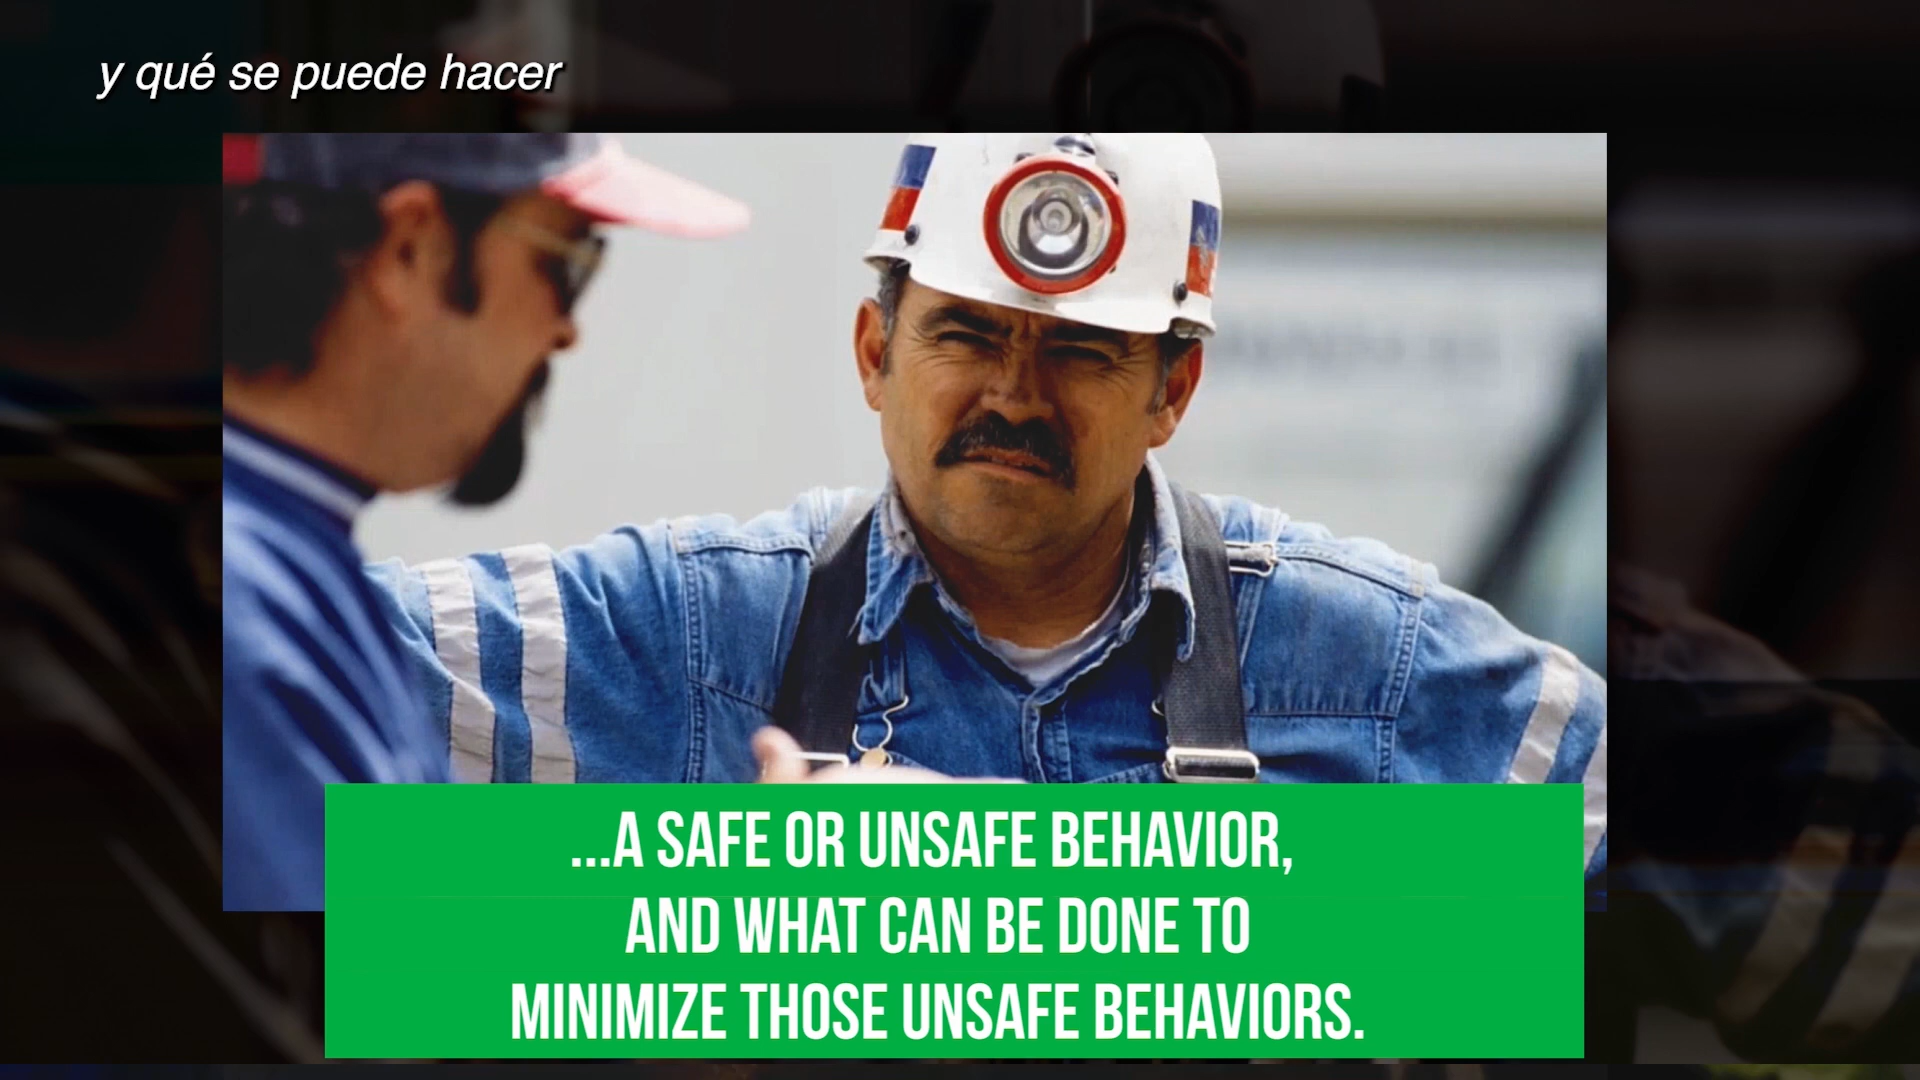 y qué se puede hacer
...A SAFE OR UNSAFE BEHAVIOR,
AND WHAT CAN BE DONE TO
MINIMIZE THOSE UNSAFE BEHAVIORS.